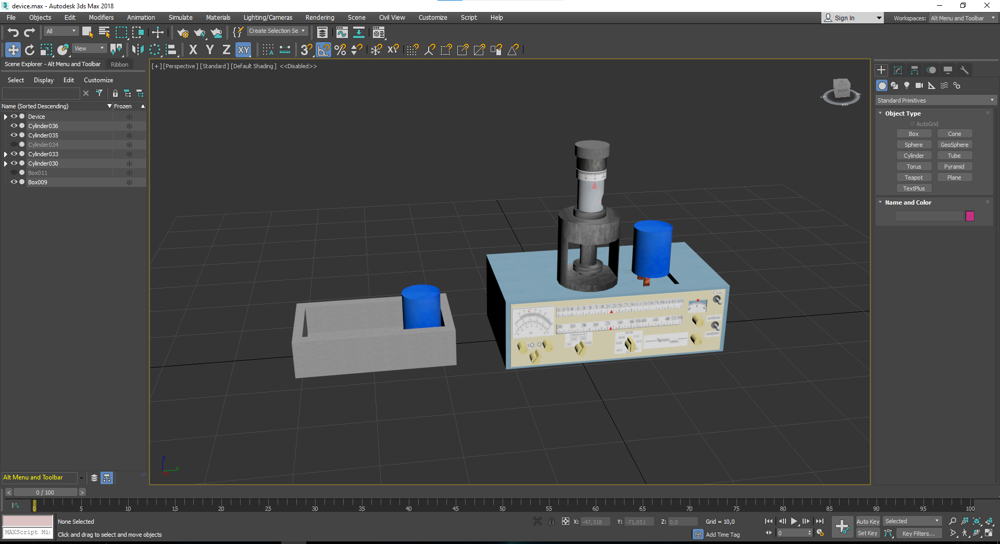 device.max - Autodesk 3ds Max 2018
File Objects Edit Modifiers Animation Simulate Materials Lighting/Cameras Rendering Scene Civil View Customize Script Help
Sign In Workspaces: Alt Menu and Toolbar
All Create Selection Se
View X Y Z XY
Scene Explorer - Alt Menu and Toolbar Ribbon
Select Display Edit Customize
Name (Sorted Descending) Frozen
Device
Cylinder036
Cylinder035
Cylinder034
Cylinder033
Cylinder030
Box011
Box009
[+] [Perspective ] [Standard ] [Default Shading ] <<Disabled>>
RIGHT
Standard Primitives
Object Type
AutoGrid
Box Cone
Sphere GeoSphere
Cylinder Tube
Torus Pyramid
Teapot Plane
TextPlus
Name and Color
ΔQ Q
z
y
Alt Menu and Toolbar
< 0 / 100 >
0 5 10 15 20 25 30 35 40 45 50 55 60 65 70 75 80 85 90 95 100
None Selected
X: -47,318 Y: -71,051 Z: 0,0 Grid = 10,0
Auto Key Selected
MAXScript Mi
Click and drag to select and move objects
Add Time Tag
0
Set Key Key Filters...